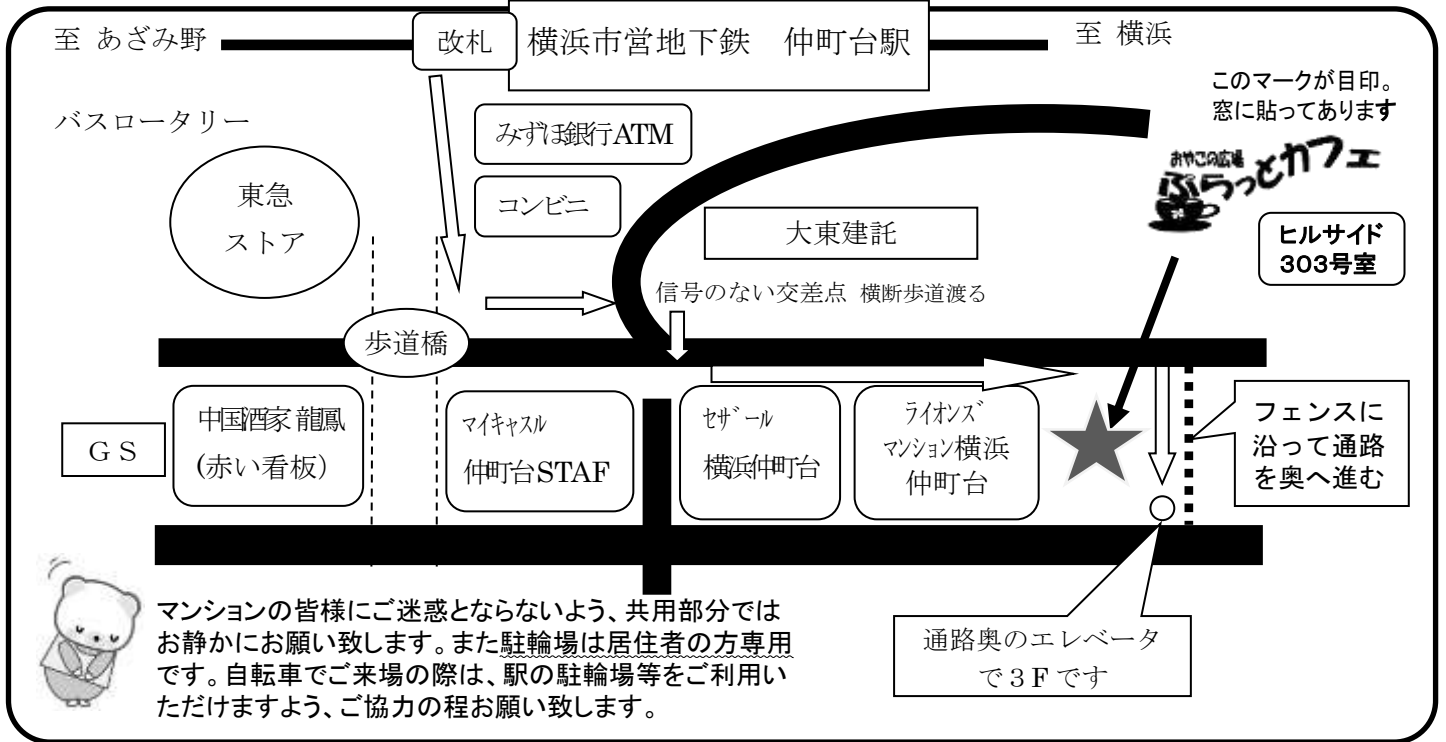 至 あざみ野
改札
横浜市営地下鉄　仲町台駅
至 横浜
このマークが目印。
窓に貼ってあります
バスロータリー
みずほ銀行ATM
おやこの広場
ぷらっとカフェ
東急
ストア
コンビニ
大東建託
ヒルサイド
303号室
信号のない交差点 横断歩道渡る
歩道橋
ＧＳ
中国酒家 龍鳳
(赤い看板)
マイキャスル
仲町台STAF
セザール
横浜仲町台
ライオンズ
マンション横浜
仲町台
フェンスに
沿って通路
を奥へ進む
マンションの皆様にご迷惑とならないよう、共用部分では
お静かにお願い致します。また駐輪場は居住者の方専用
です。自転車でご来場の際は、駅の駐輪場等をご利用い
ただけますよう、ご協力の程お願い致します。
通路奥のエレベータ
で３Ｆです